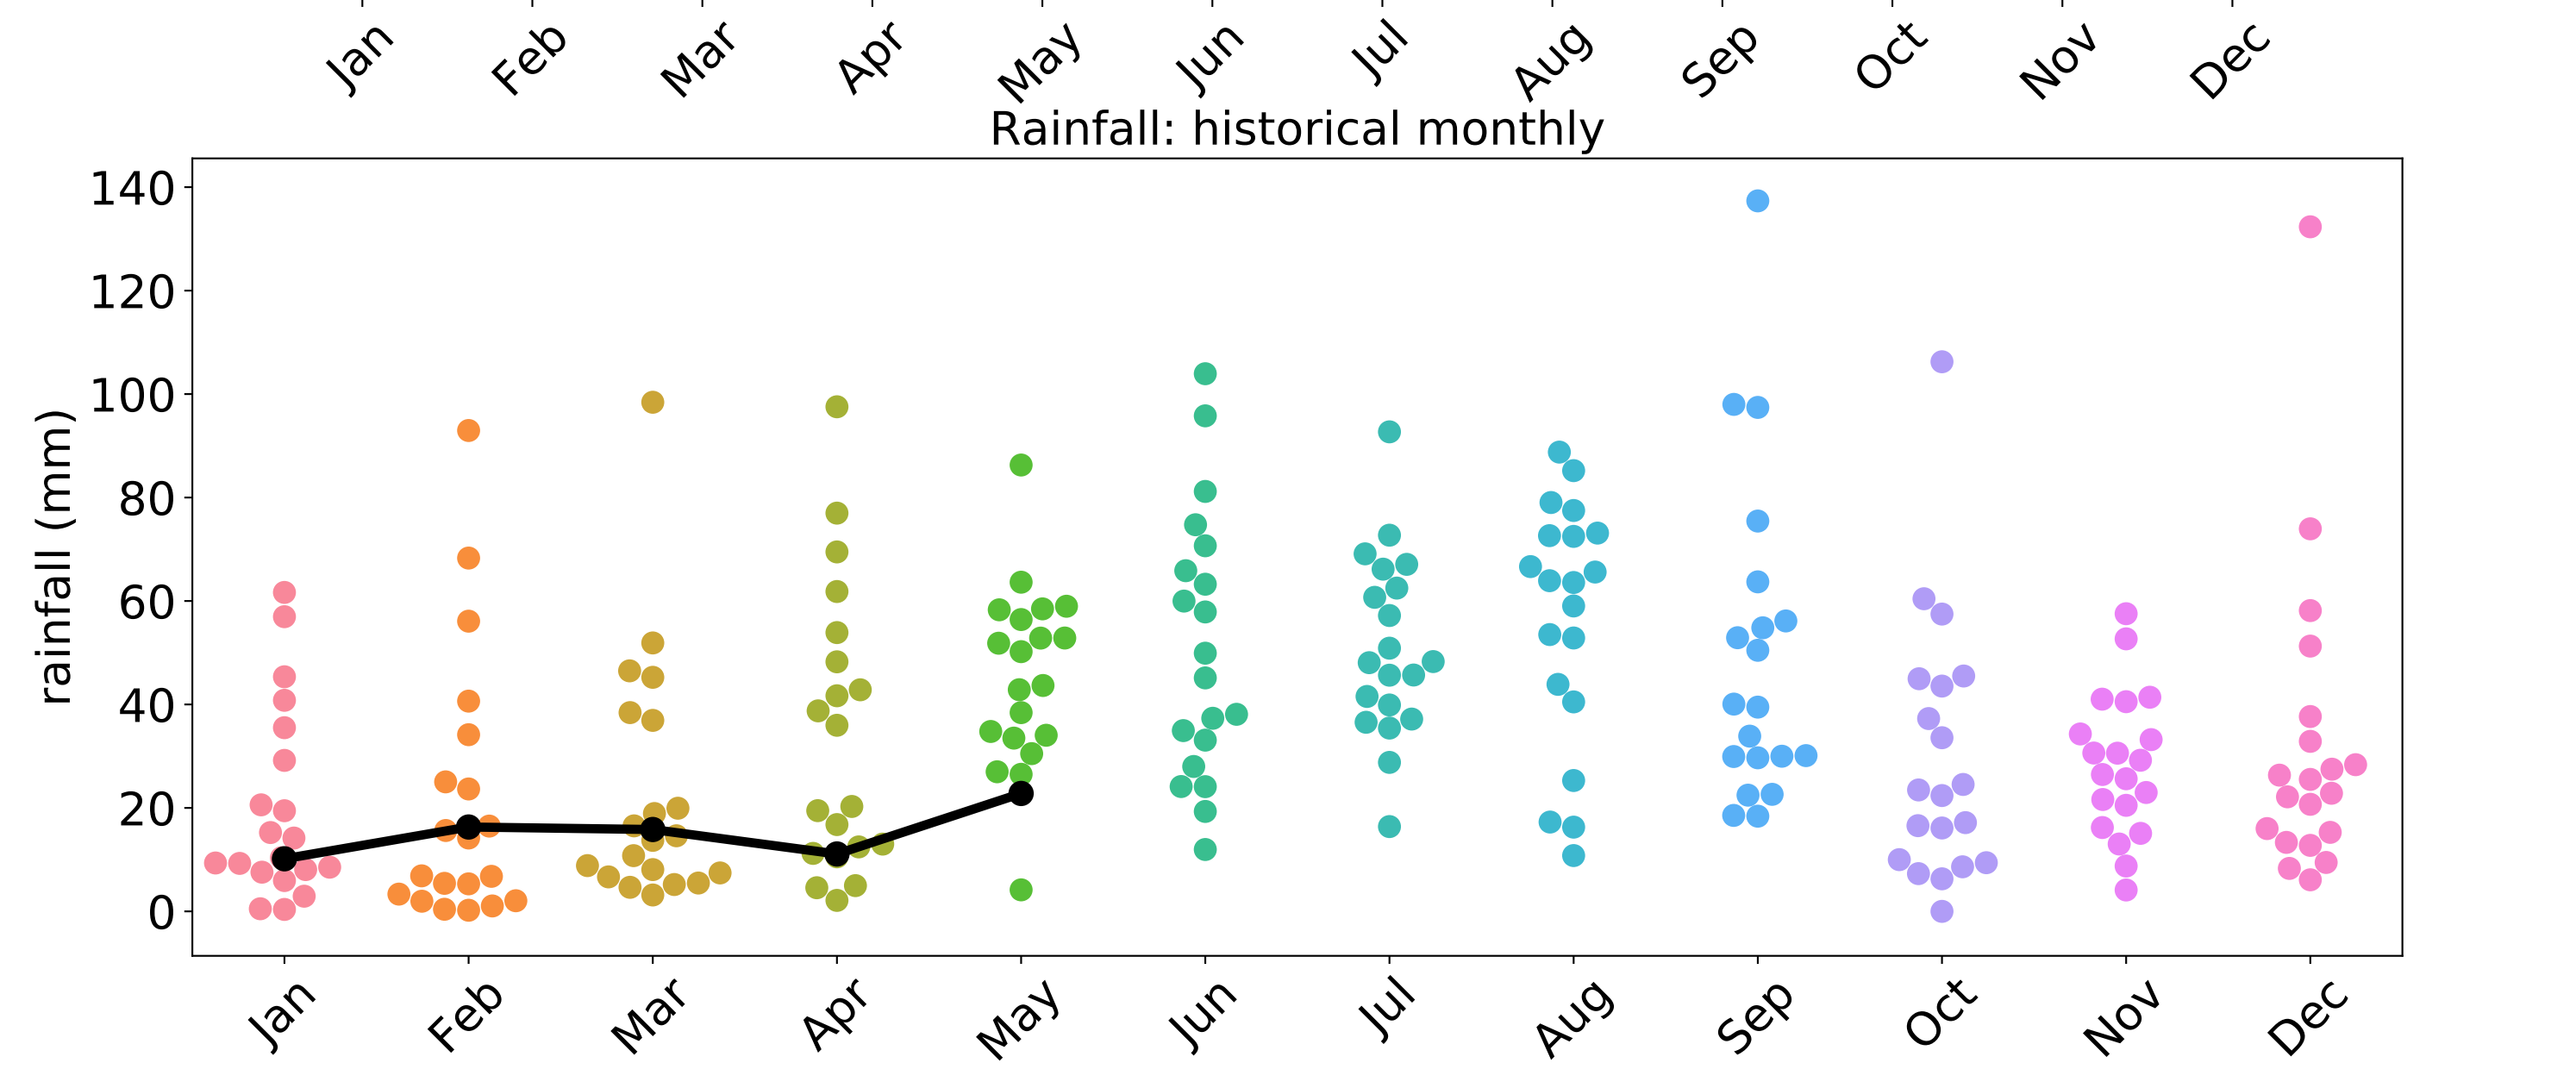 Jan Feb Mar Apr May Jun Jul Aug Sep Oct Nov Dec
Rainfall: historical monthly
140
120
100
80
60
40
20
0
rainfall (mm)
Jan Feb Mar Apr May Jun Jul Aug Sep Oct Nov Dec